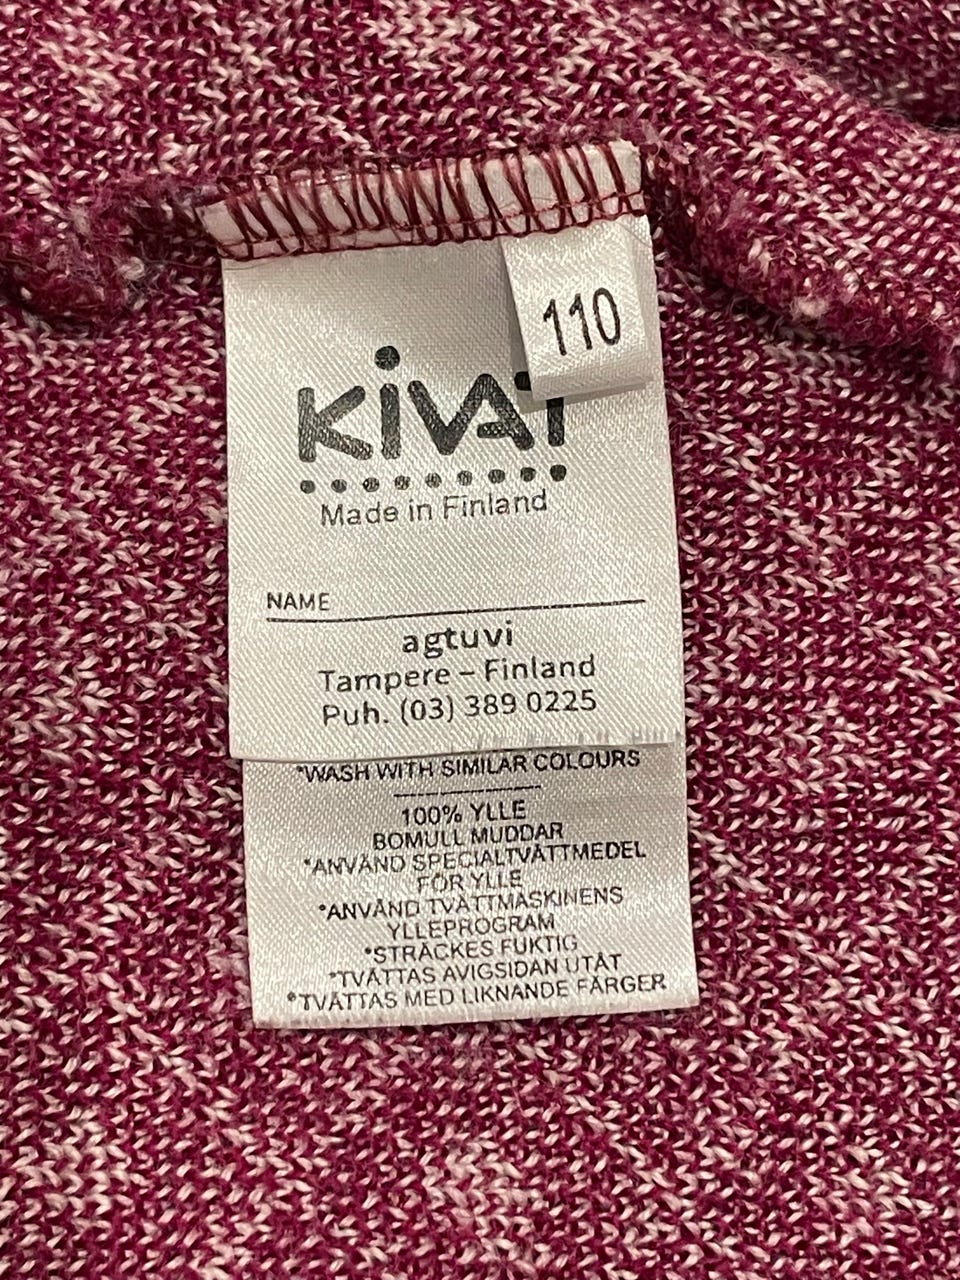 110
KIVAT
Made in Finland
NAME
agtuvi
Tampere – Finland
Puh. (03) 389 0225
*WASH WITH SIMILAR COLOURS
100% YLLE
BOMULL MUDDAR
*ANVÄND SPECIALTVÄTTMEDEL
FÖR YLLE
*ANVÄND TVÄTTMASKINENS
YLLEPROGRAM
*STRÄCKES FUKTIG
*TVÄTTAS AVIGSIDAN UTÅT
*TVÄTTAS MED LIKNANDE FÄRGER